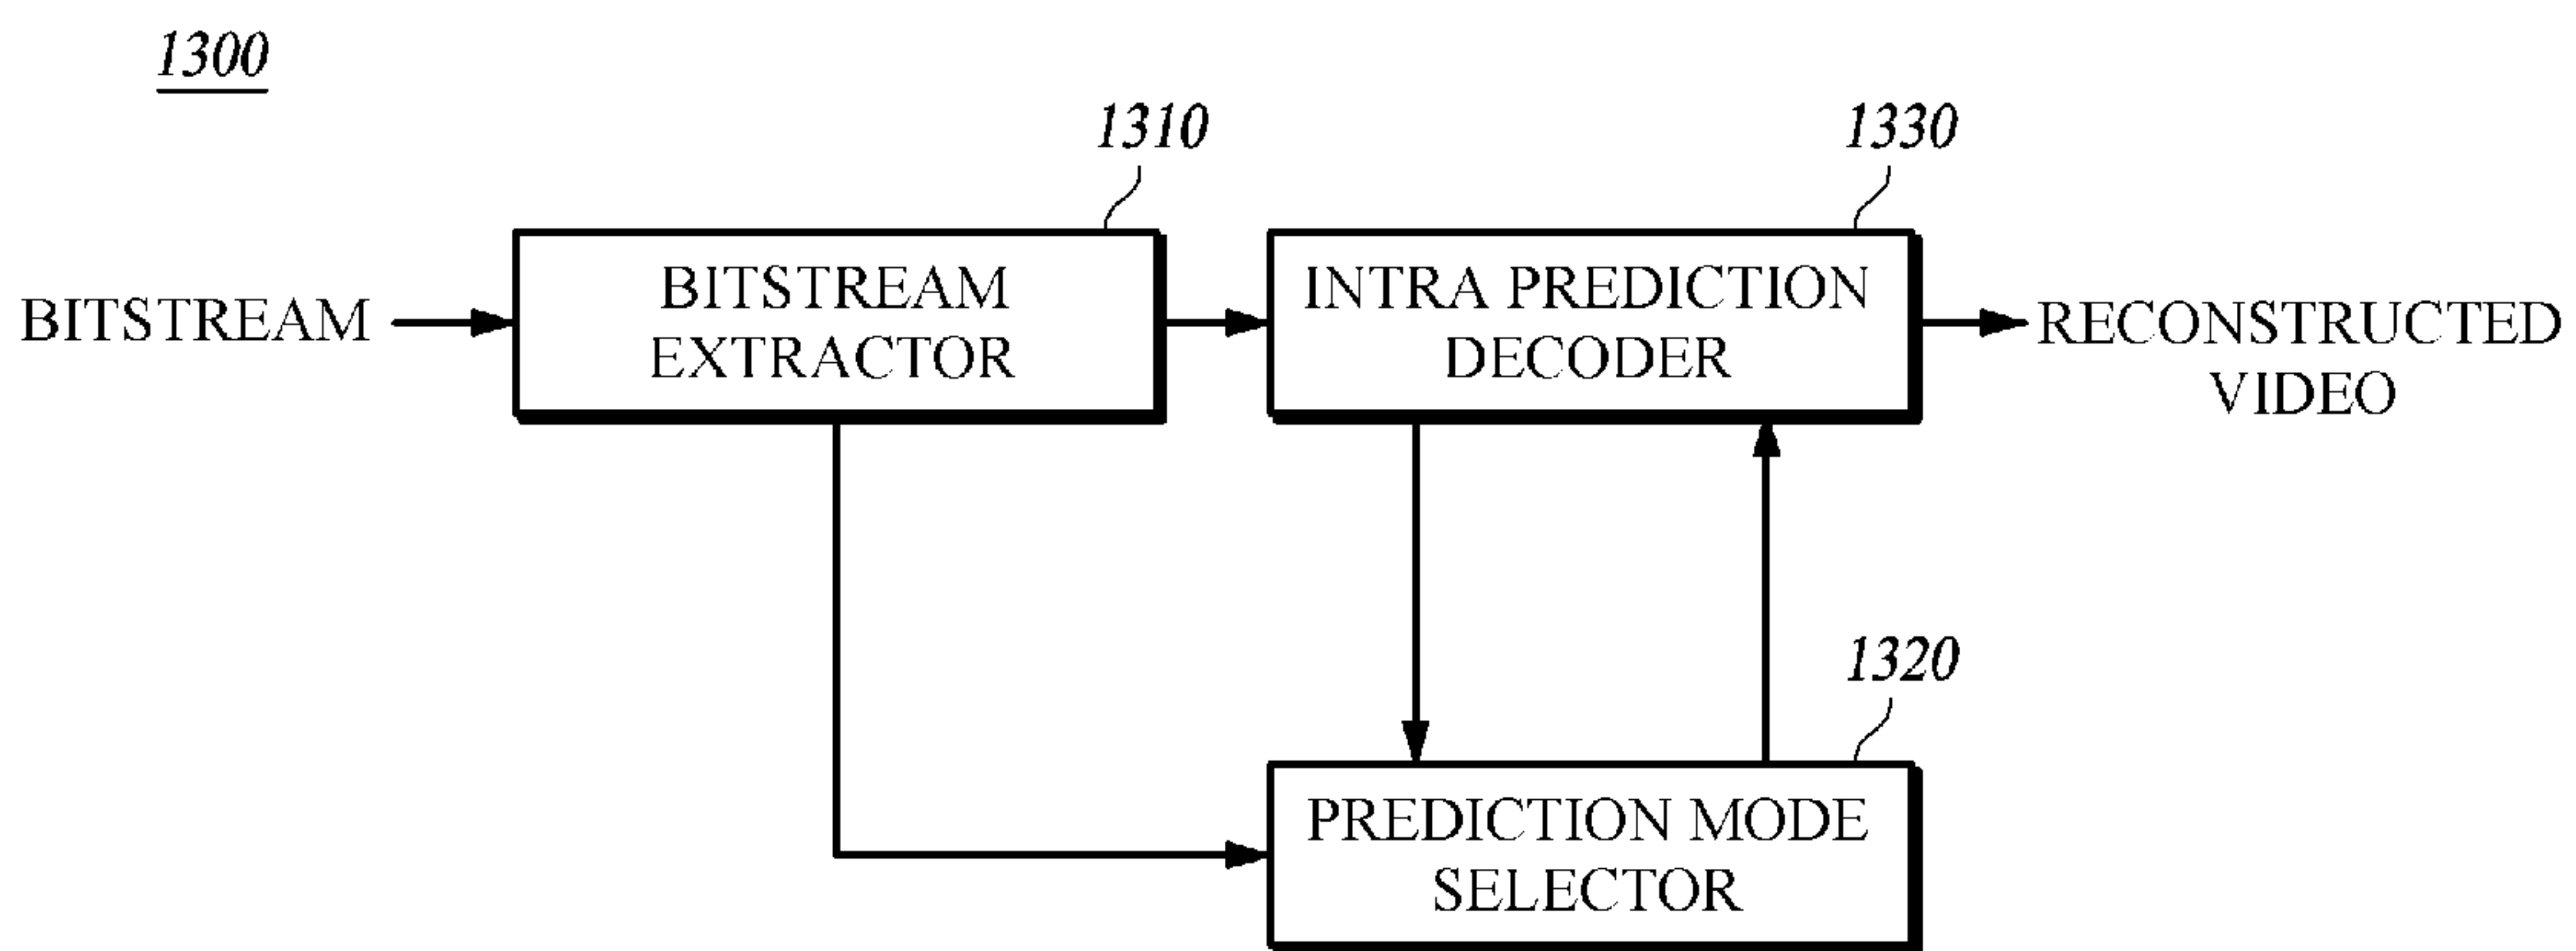 1300
1310
1330
BITSTREAM
BITSTREAM
EXTRACTOR
INTRA PREDICTION
DECODER
RECONSTRUCTED
VIDEO
1320
PREDICTION MODE
SELECTOR